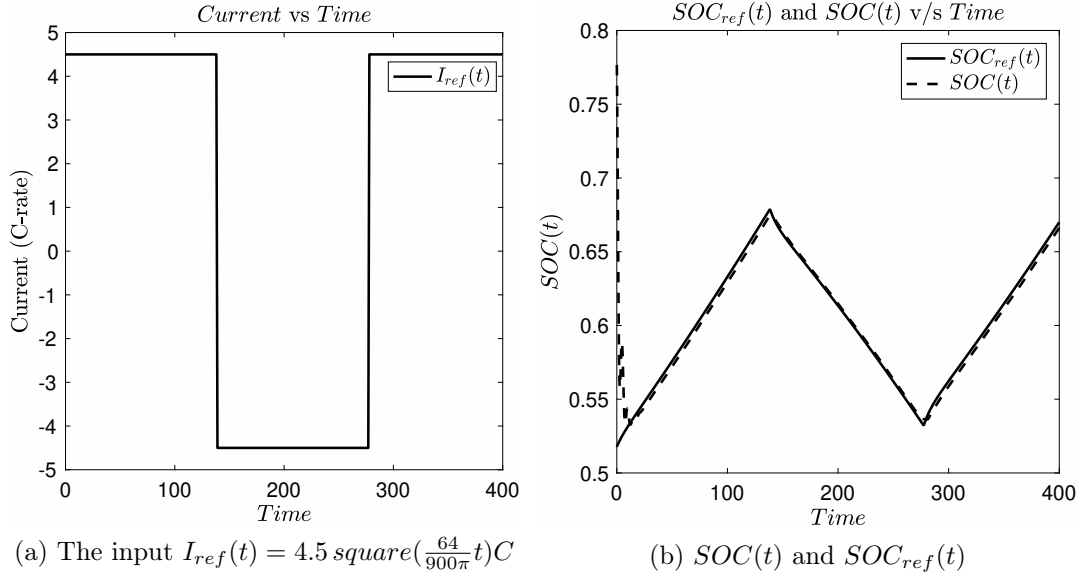 Current vs Time
5
4
3
2
1
0
-1
-2
-3
-4
-5
0
100
200
300
400
Current (C-rate)
Time
I_ref(t)
(a) The input I_ref(t) = 4.5 square(64/900π t)C
SOC_ref(t) and SOC(t) v/s Time
0.8
0.75
0.7
0.65
0.6
0.55
0.5
0
100
200
300
400
SOC(t)
Time
SOC_ref(t)
SOC(t)
(b) SOC(t) and SOC_ref(t)